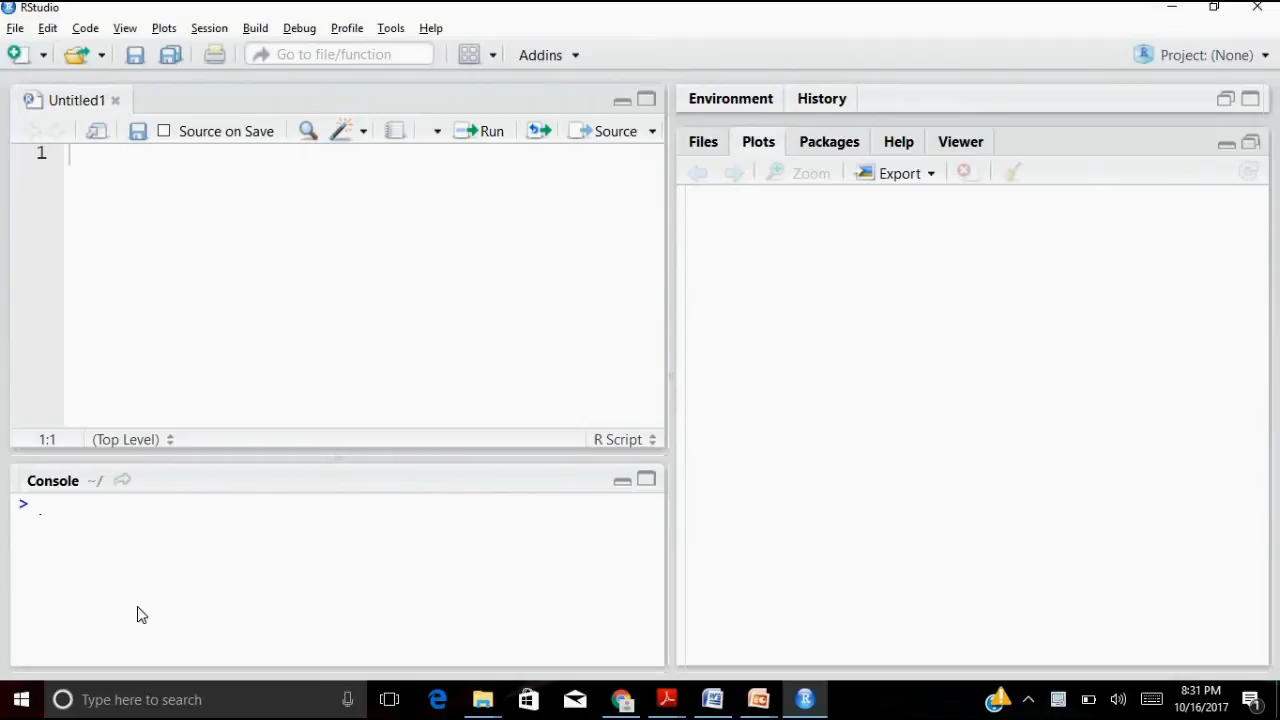 RStudio
File Edit Code View Plots Session Build Debug Profile Tools Help
Go to file/function Addins Project: (None)
Untitled1
Source on Save Run Source
1
1:1 (Top Level) R Script
Console ~/
>
Environment History
Files Plots Packages Help Viewer
Zoom Export
Type here to search
8:31 PM
10/16/2017
1